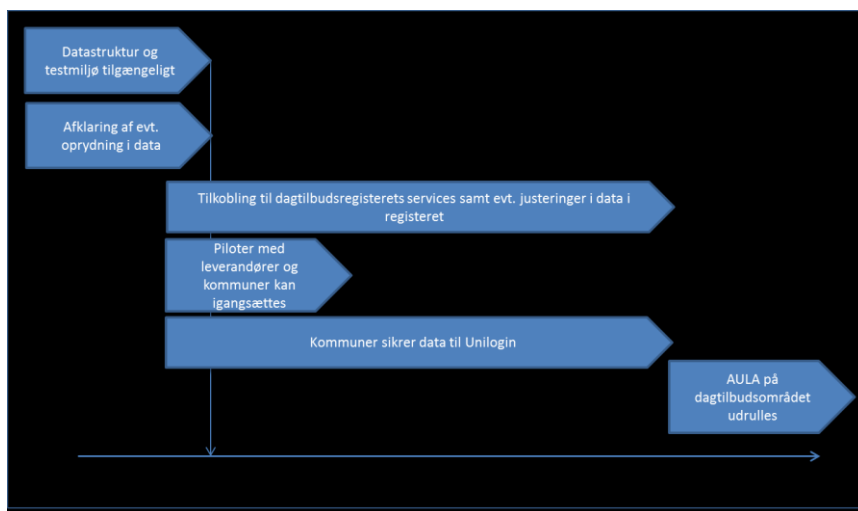 Datastruktur og
testmiljø tilgængeligt
Afklaring af evt.
oprydning i data
Tilkobling til dagtilbudsregisterets services samt evt. justeringer i data i
registeret
Piloter med
leverandører og
kommuner kan
igangsættes
Kommuner sikrer data til Unilogin
AULA på
dagtilbudsområdet
udrulles